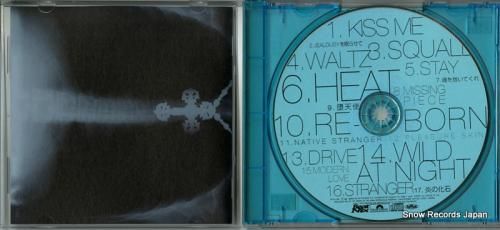 1. KISS ME
2.JEALOUSYを眠らせて
4. WALTZ 3. SQUALL
5. STAY
6. HEAT 7.魂を抱いてくれ
8.MISSING PIECE
9. 堕天使
10. RE-BORN
11. NATIVE STRANGER 12. PLEASURE SKIN
13. DRIVE 14. WILD AT NIGHT
15.MODERN LOVE
16. STRANGER 17. 炎の化石
Snow Records Japan
(c)